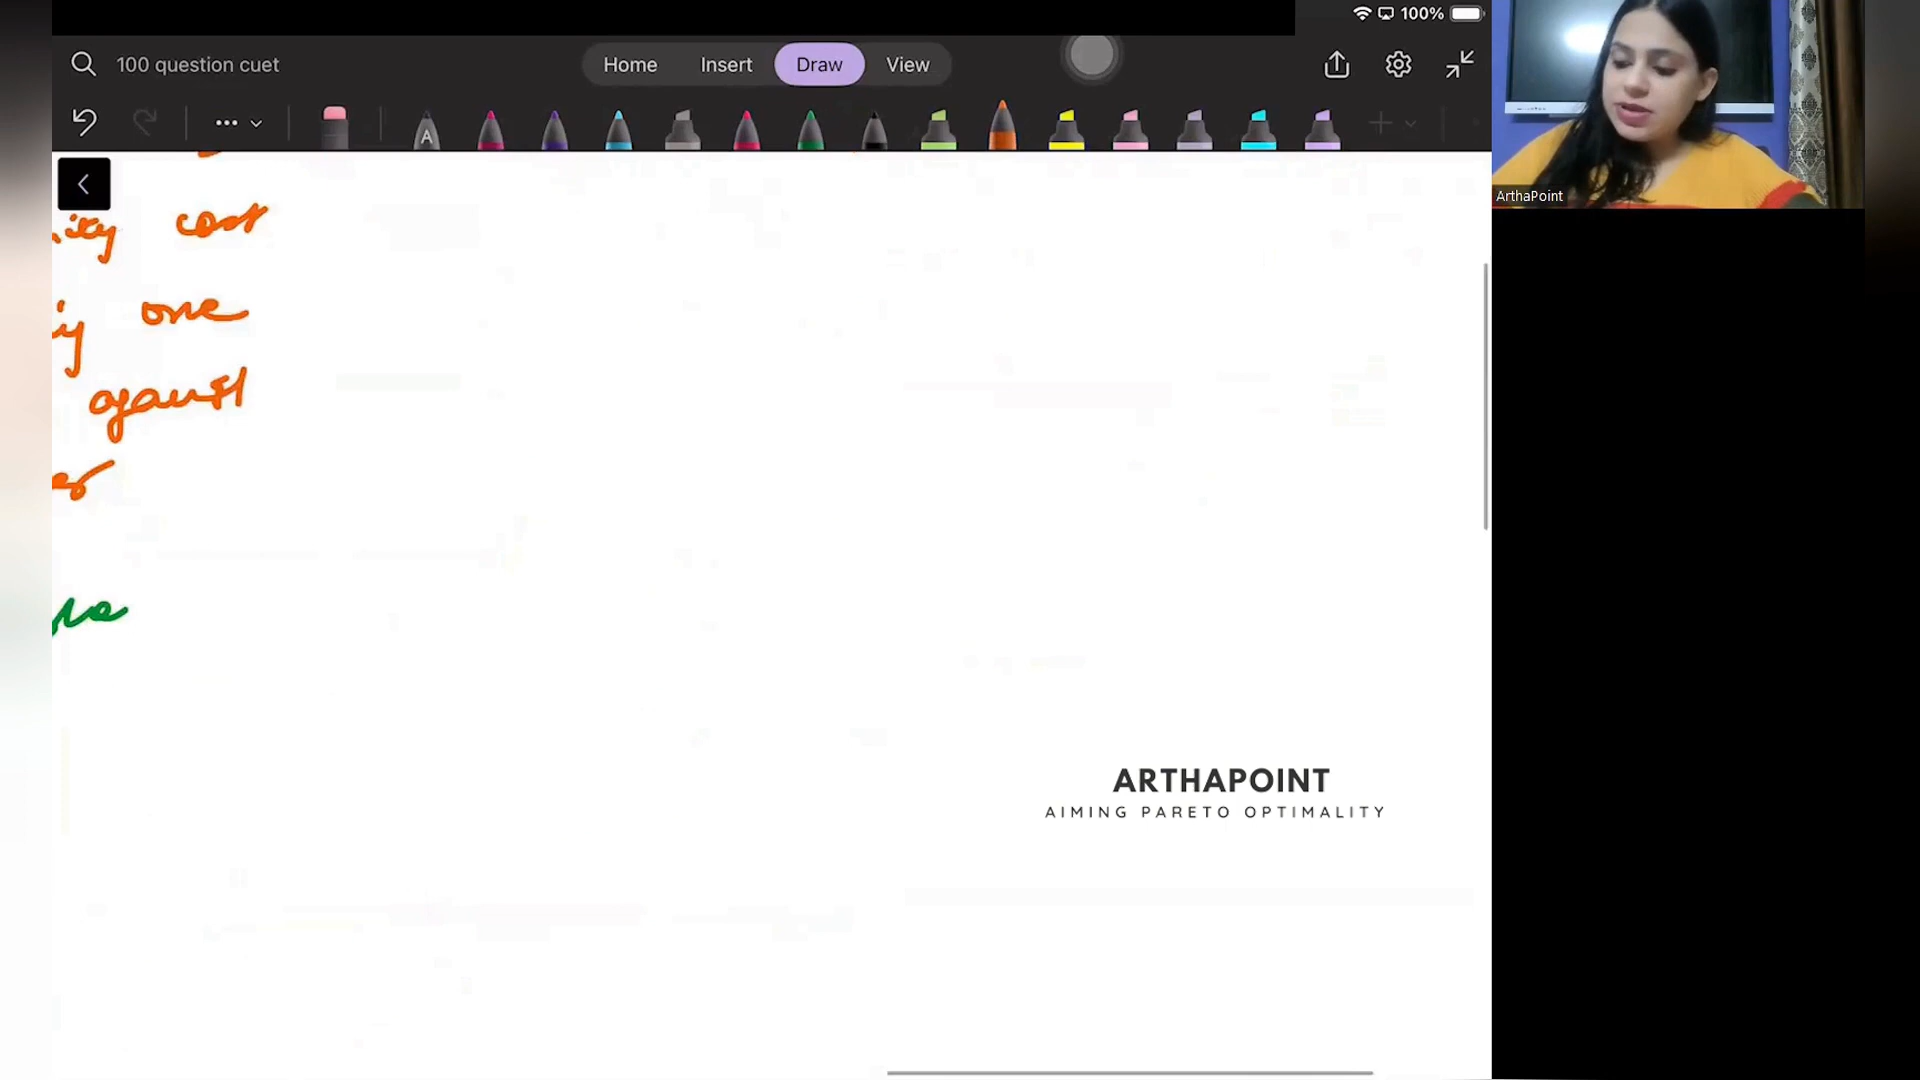 100%
100 question cuet
Home Insert Draw View
A
ArthaPoint
cost
one
against
ARTHAPOINT
AIMING PARETO OPTIMALITY